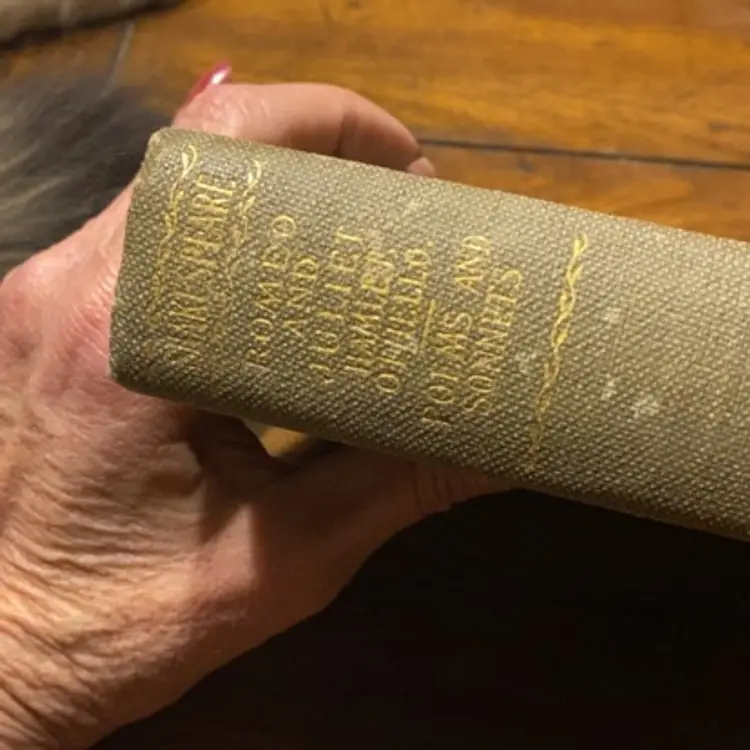 SHAKESPEARE
ROMEO
AND
JULIET
HAMLET
OTHELLO.
POEMS AND
SONNETS